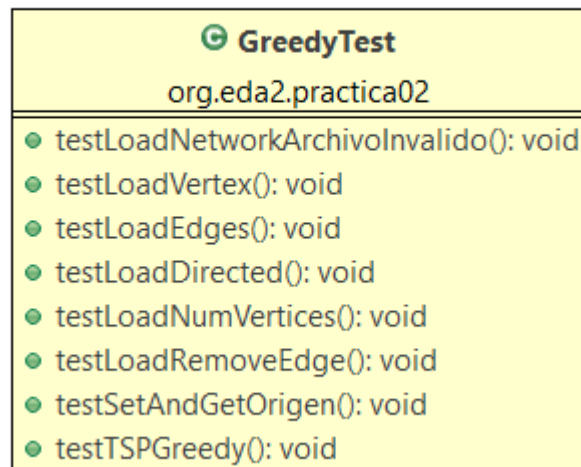 GreedyTest
org.eda2.practica02
testLoadNetworkArchivoInvalido(): void
testLoadVertex(): void
testLoadEdges(): void
testLoadDirected(): void
testLoadNumVertices(): void
testLoadRemoveEdge(): void
testSetAndGetOrigen(): void
testTSPGreedy(): void